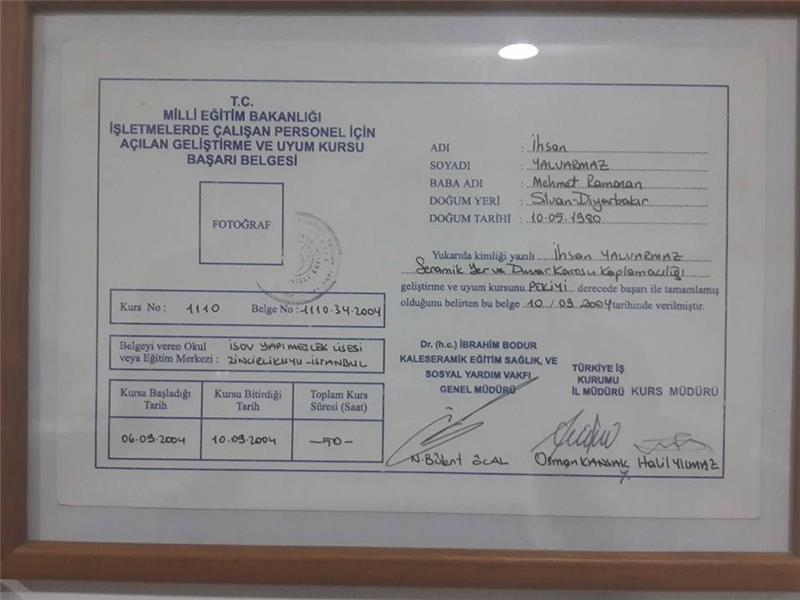 T.C.
MİLLİ EĞİTİM BAKANLIĞI
İŞLETMELERDE ÇALIŞAN PERSONEL İÇİN
AÇILAN GELİŞTİRME VE UYUM KURSU
BAŞARI BELGESİ
FOTOĞRAF
Kurs No : 1110 Belge No : 1110.34.2004
Belgeyi veren Okul veya Eğitim Merkezi : İSOV YAPI MESLEK LİSESİ
ZİNCİRLİKUYU-İSTANBUL
Kursa Başladığı Tarih
Kursu Bitirdiği Tarih
Toplam Kurs Süresi (Saat)
06.09.2004 10.09.2004 -50-
ADI : İhsan
SOYADI : YALVARMAZ
BABA ADI : Mehmet Ramazan
DOĞUM YERİ : Silvan-Diyarbakır
DOĞUM TARİHİ : 10.05.1980
Yukarıda kimliği yazılı İhsan YALVARMAZ
Seramik Yer ve Duvar Karosu Kaplamacılığı
geliştirme ve uyum kursunu PEKİYİ derecede başarı ile tamamlamış
olduğunu belirten bu belge 10/09/2004 tarihinde verilmiştir.
Dr. (h.c.) İBRAHİM BODUR
KALESERAMİK EĞİTİM SAĞLIK, VE
SOSYAL YARDIM VAKFI
GENEL MÜDÜRÜ
TÜRKİYE İŞ
KURUMU
İL MÜDÜRÜ
KURS MÜDÜRÜ
N.Bülent ÖCAL
Osman
Halil YILMAZ